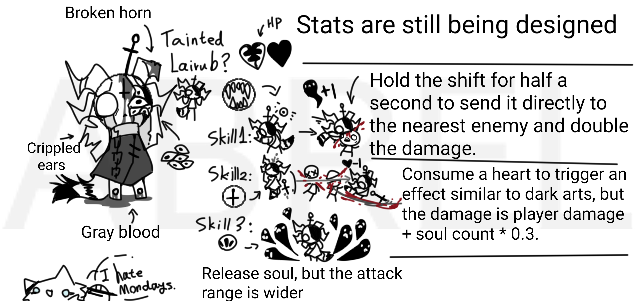 Broken horn
Tainted
Lairub?
HP
Stats are still being designed
+1
Hold the shift for half a
second to send it directly to
the nearest enemy and double
the damage.
Skill1:
Crippled
ears
Skill2:
-1
Consume a heart to trigger an
effect similar to dark arts, but
the damage is player damage
+ soul count * 0.3.
Gray blood
Skill 3:
Release soul, but the attack
range is wider
I hate
Mondays.